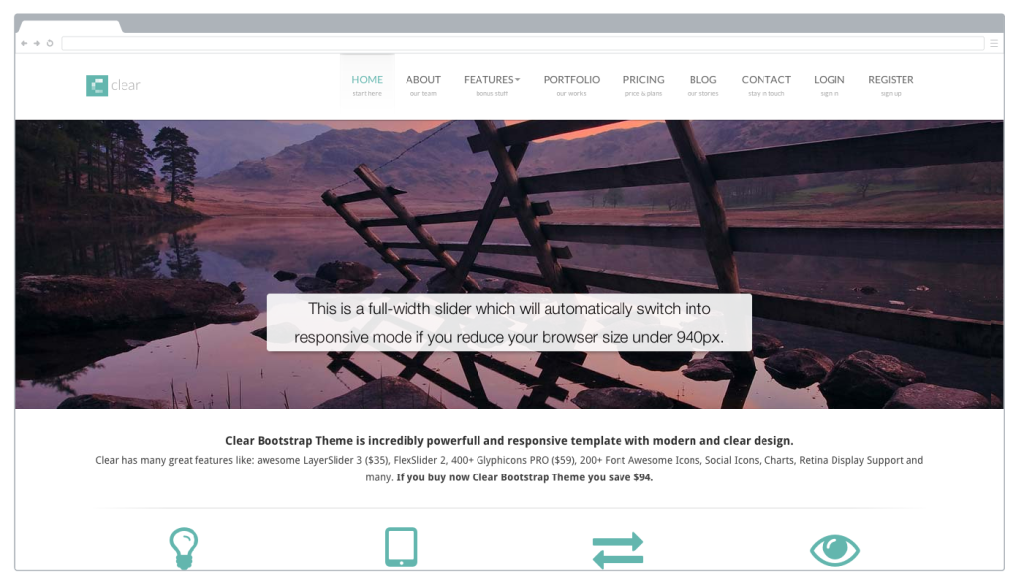 clear
HOME ABOUT FEATURES PORTFOLIO PRICING BLOG CONTACT LOGIN REGISTER
start here our team bonus stuff our works price & plans our stories stay in touch sign in sign up
This is a full-width slider which will automatically switch into
responsive mode if you reduce your browser size under 940px.
Clear Bootstrap Theme is incredibly powerfull and responsive template with modern and clear design.
Clear has many great features like: awesome LayerSlider 3 ($35), FlexSlider 2, 400+ Glyphicons PRO ($59), 200+ Font Awesome Icons, Social Icons, Charts, Retina Display Support and
many. If you buy now Clear Bootstrap Theme you save $94.